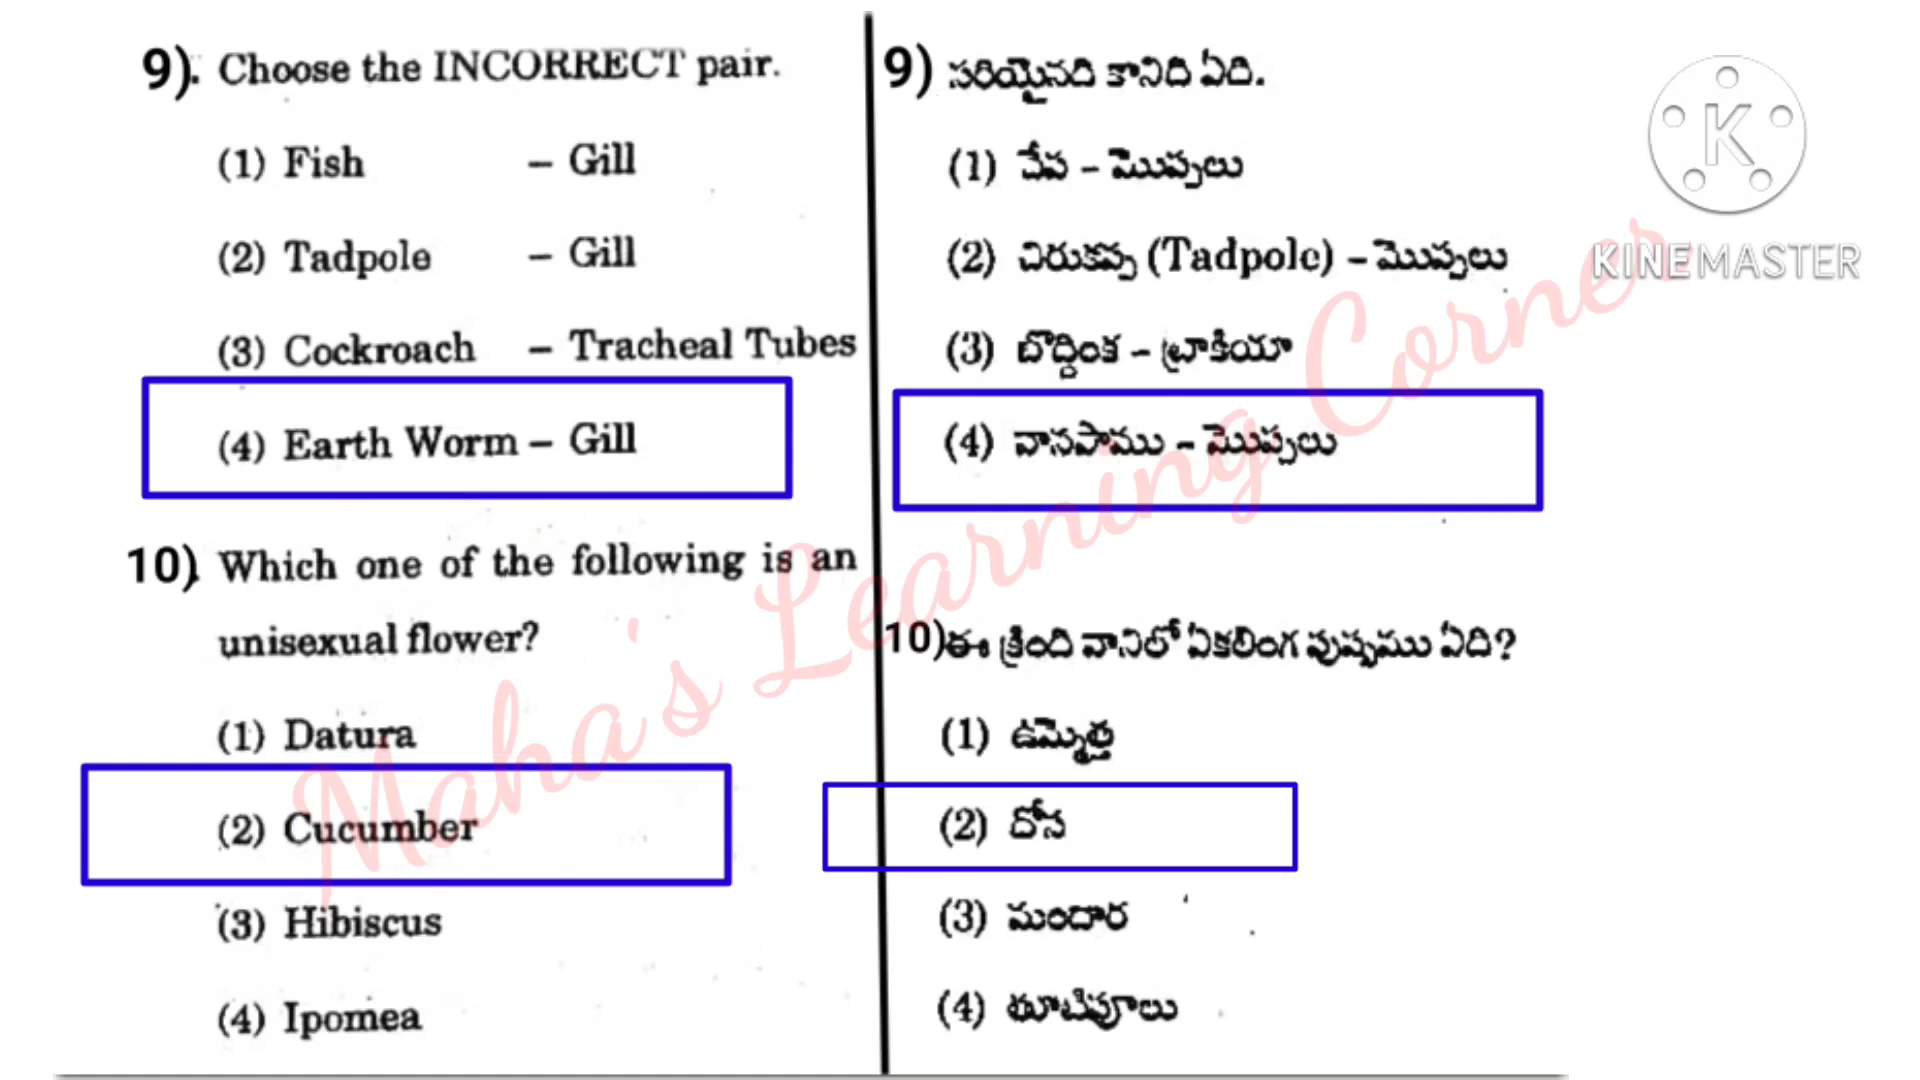 9). Choose the INCORRECT pair.
(1) Fish – Gill
(2) Tadpole – Gill
(3) Cockroach – Tracheal Tubes
(4) Earth Worm – Gill
10). Which one of the following is an
unisexual flower?
(1) Datura
(2) Cucumber
(3) Hibiscus
(4) Ipomea
9) సరియైనది కానిది ఏది.
(1) చేప – మొప్పలు
(2) చిరుకప్ప (Tadpole) – మొప్పలు
(3) బొద్దింక – ట్రాకియా
(4) వానపాము – మొప్పలు
10) ఈ క్రింది వానిలో ఏకలింగ పుష్పము ఏది?
(1) ఉమ్మెత్త
(2) దోస
(3) మందార
(4) తూటిపూలు
K
KINEMASTER
Maha's Learning Corner